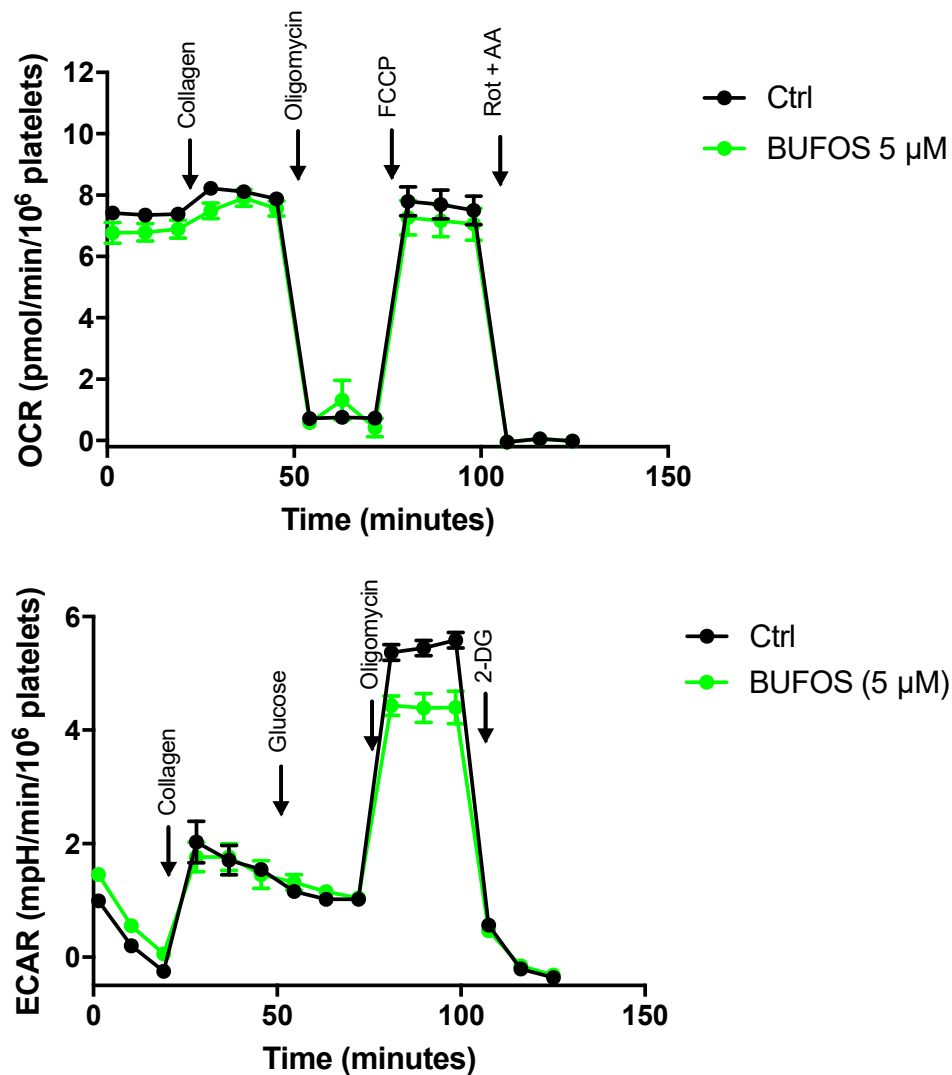 OCR (pmol/min/10⁶ platelets)
12
10
8
6
4
2
0
Collagen
Oligomycin
FCCP
Rot + AA
Ctrl
BUFOS 5 μM
0
50
100
150
Time (minutes)
ECAR (mpH/min/10⁶ platelets)
6
4
2
0
Collagen
Glucose
Oligomycin
2-DG
Ctrl
BUFOS (5 μM)
0
50
100
150
Time (minutes)